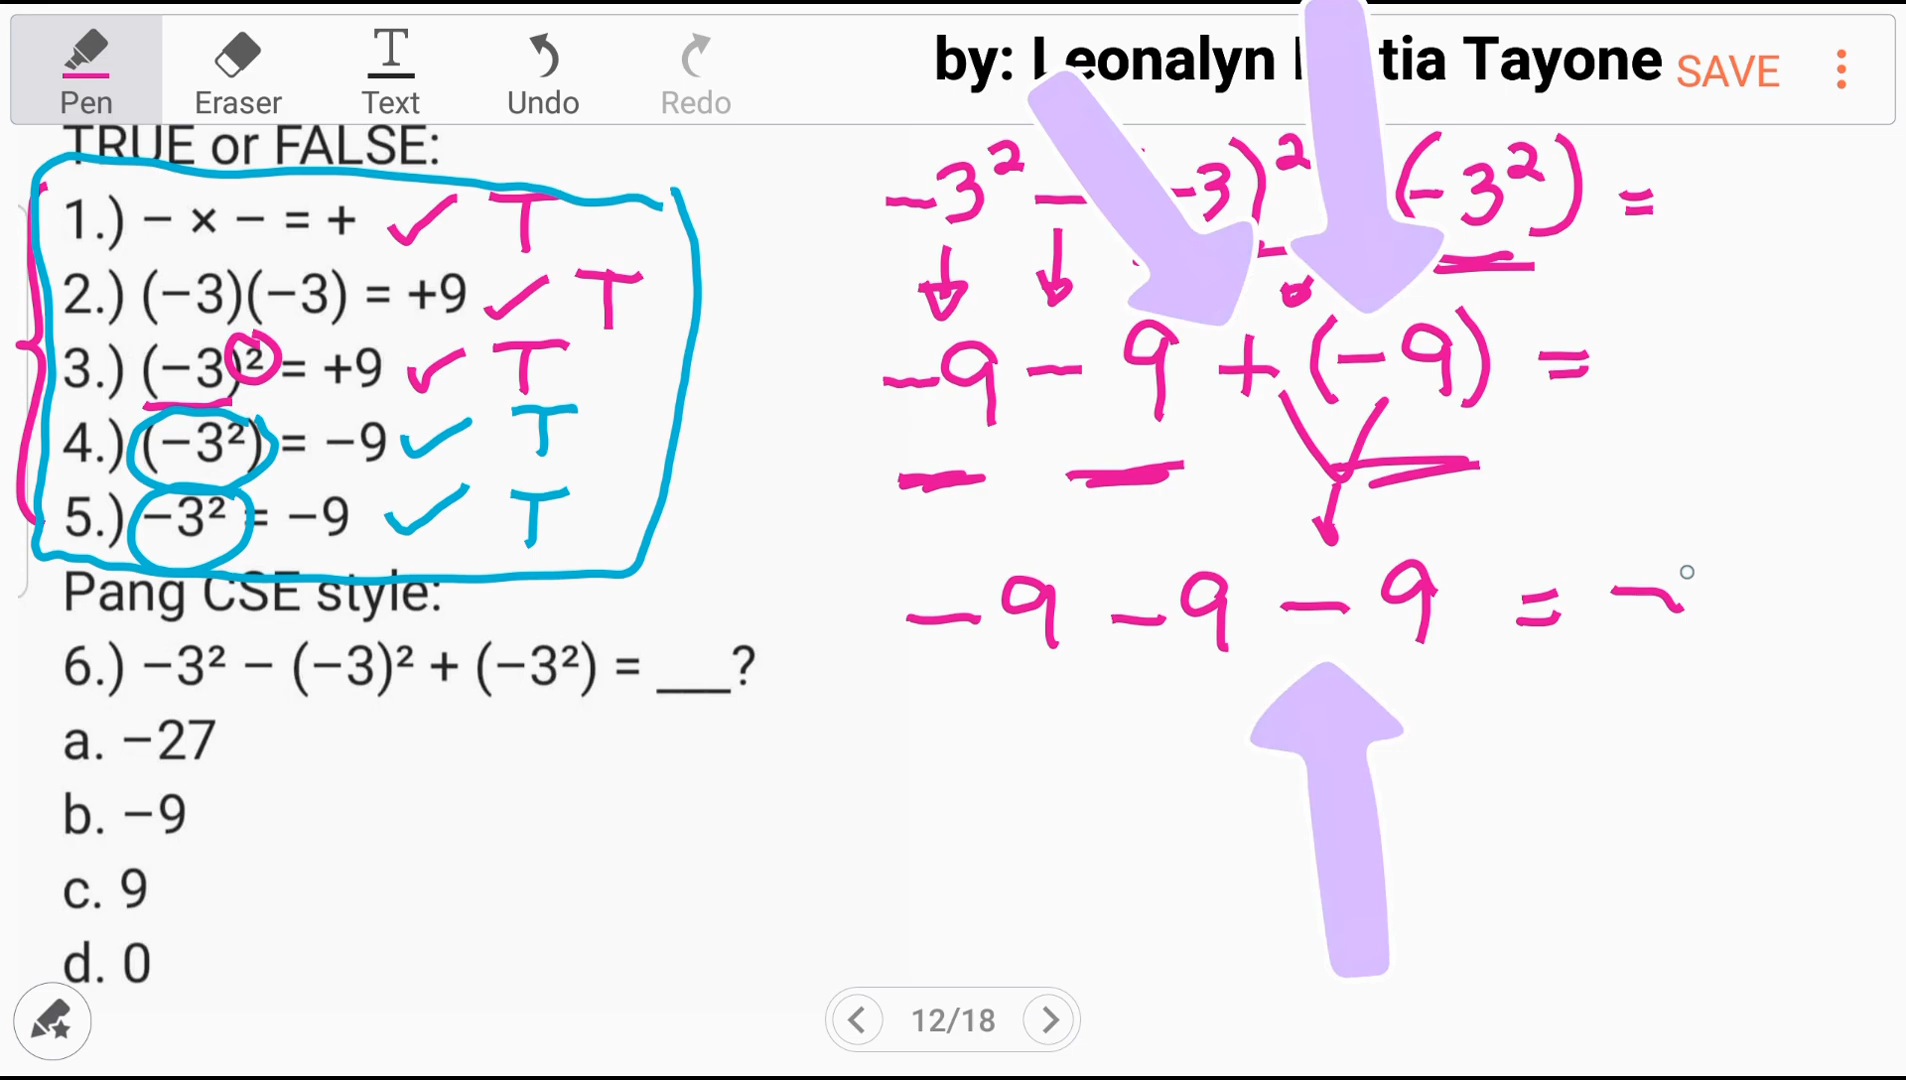 Pen Eraser Text Undo Redo
by: Leonalyn tia Tayone SAVE
TRUE or FALSE:
1.) − × − = + ✓ T
2.) (−3)(−3) = +9 ✓ T
3.) (−3)² = +9 ✓ T
4.) (−3²) = −9 ✓ T
5.) −3² = −9 ✓ T
Pang CSE style:
6.) −3² − (−3)² + (−3²) = ___?
a. −27
b. −9
c. 9
d. 0
−3² − −3)² (−3²) =
−9 − 9 + (−9) =
−9 −9 − 9 = −
12/18